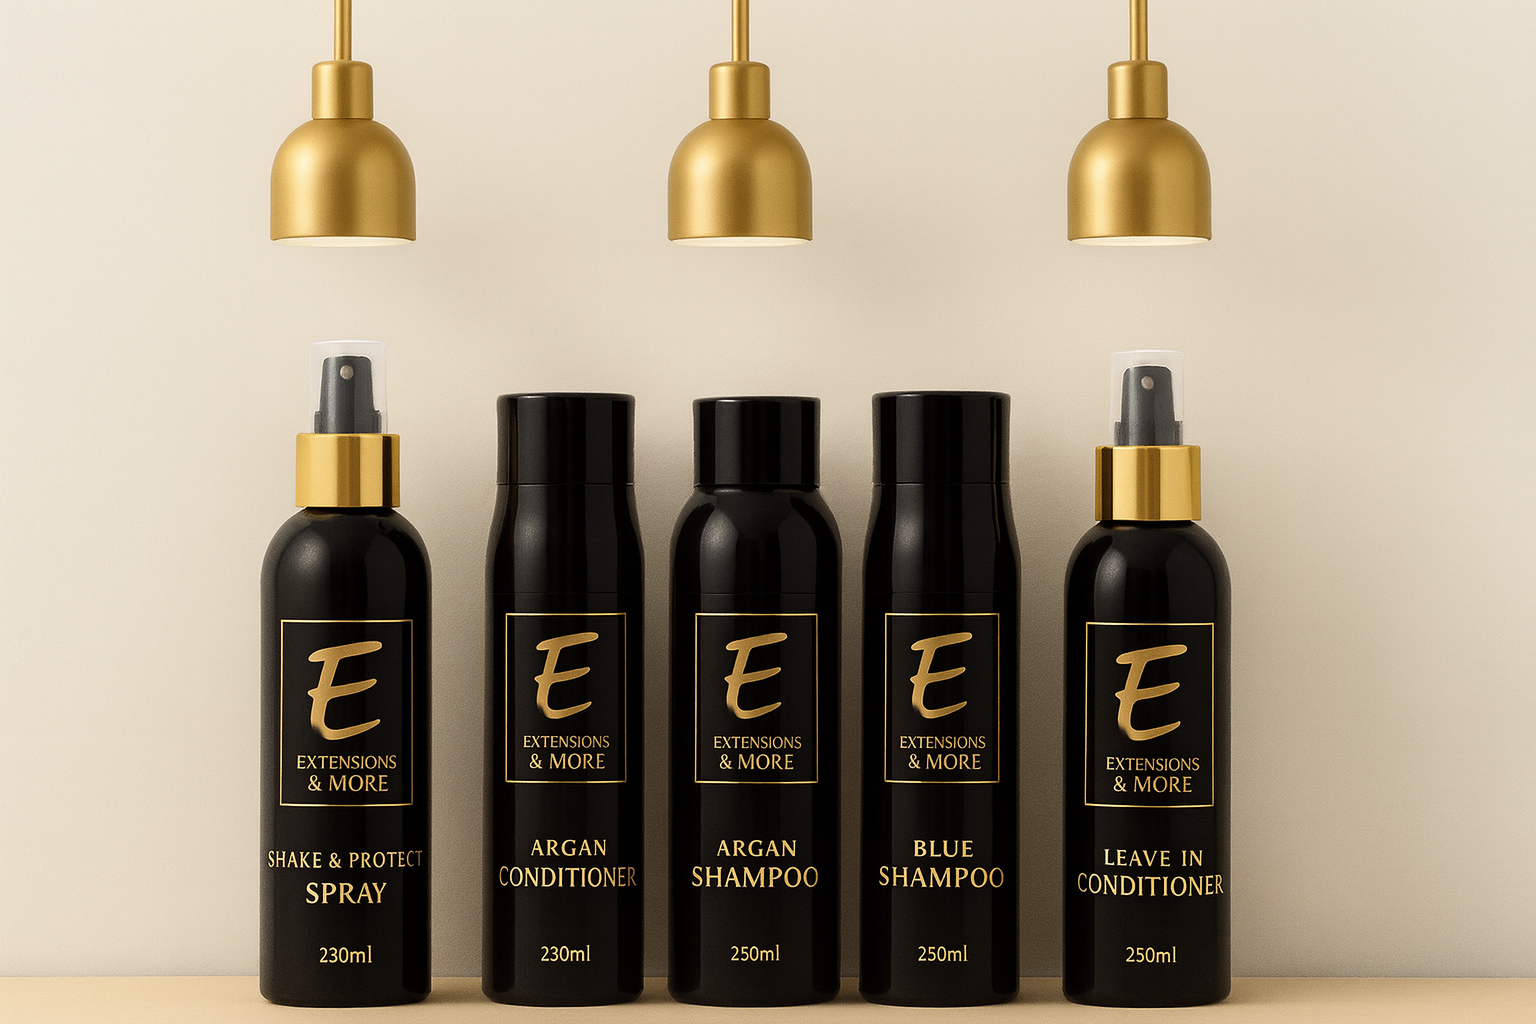 E
EXTENSIONS
& MORE
SHAKE & PROTECT
SPRAY
230ml
E
EXTENSIONS
& MORE
ARGAN
CONDITIONER
230ml
E
EXTENSIONS
& MORE
ARGAN
SHAMPOO
250ml
E
EXTENSIONS
& MORE
BLUE
SHAMPOO
250ml
E
EXTENSIONS
& MORE
LEAVE IN
CONDITIONER
250ml